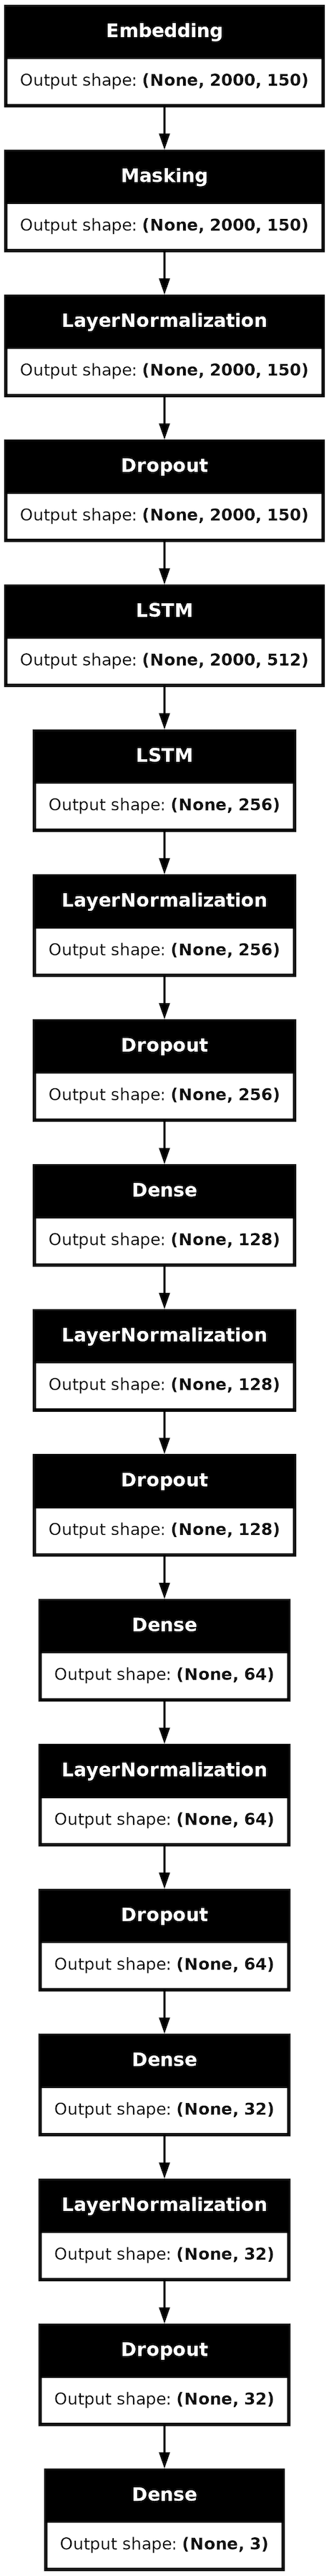 Embedding
Output shape: (None, 2000, 150)
Masking
Output shape: (None, 2000, 150)
LayerNormalization
Output shape: (None, 2000, 150)
Dropout
Output shape: (None, 2000, 150)
LSTM
Output shape: (None, 2000, 512)
LSTM
Output shape: (None, 256)
LayerNormalization
Output shape: (None, 256)
Dropout
Output shape: (None, 256)
Dense
Output shape: (None, 128)
LayerNormalization
Output shape: (None, 128)
Dropout
Output shape: (None, 128)
Dense
Output shape: (None, 64)
LayerNormalization
Output shape: (None, 64)
Dropout
Output shape: (None, 64)
Dense
Output shape: (None, 32)
LayerNormalization
Output shape: (None, 32)
Dropout
Output shape: (None, 32)
Dense
Output shape: (None, 3)